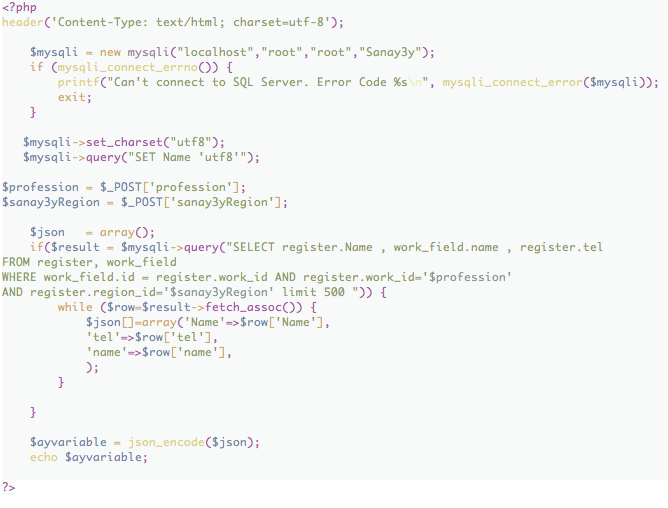 <?php
header('Content-Type: text/html; charset=utf-8');
$mysqli = new mysqli("localhost","root","root","Sanay3y");
if (mysqli_connect_errno()) {
printf("Can't connect to SQL Server. Error Code %s\n", mysqli_connect_error($mysqli));
exit;
}
$mysqli->set_charset("utf8");
$mysqli->query("SET Name 'utf8'");
$profession = $_POST['profession'];
$sanay3yRegion = $_POST['sanay3yRegion'];
$json   = array();
if($result = $mysqli->query("SELECT register.Name , work_field.name , register.tel
FROM register, work_field
WHERE work_field.id = register.work_id AND register.work_id='$profession'
AND register.region_id='$sanay3yRegion' limit 500 ")) {
while ($row=$result->fetch_assoc()) {
$json[]=array('Name'=>$row['Name'],
'tel'=>$row['tel'],
'name'=>$row['name'],
);
}
}
$ayvariable = json_encode($json);
echo $ayvariable;
?>